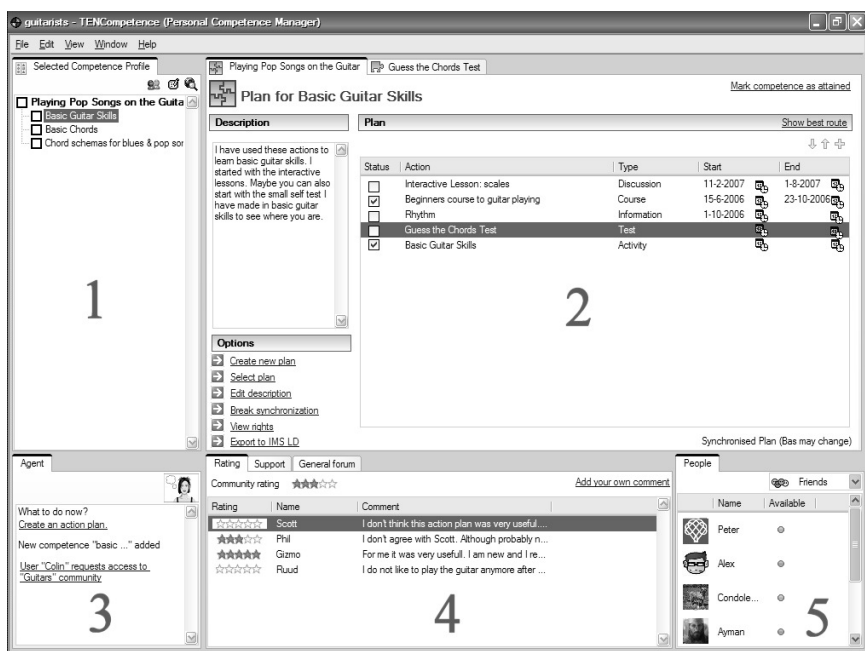 guitarists - TENCompetence (Personal Competence Manager)
File Edit View Window Help
Selected Competence Profile
Playing Pop Songs on the Guita
Basic Guitar Skills
Basic Chords
Chord schemas for blues & pop sor
1
Playing Pop Songs on the Guitar Guess the Chords Test
Plan for Basic Guitar Skills
Mark competence as attained
Description
I have used these actions to
learn basic guitar skills. I
started with the interactive
lessons. Maybe you can also
start with the small self test I
have made in basic guitar
skills to see where you are.
Options
Create new plan
Select plan
Edit description
Break synchronization
View rights
Export to IMS LD
Plan Show best route
Status Action Type Start End
Interactive Lesson: scales Discussion 11-2-2007 1-8-2007
Beginners course to guitar playing Course 15-6-2006 23-10-2006
Rhythm Information 1-10-2006
Guess the Chords Test Test
Basic Guitar Skills Activity
2
Synchronised Plan (Bas may change)
Agent
What to do now?
Create an action plan.
New competence "basic ..." added
User "Colin" requests access to
"Guitars" community
3
Rating Support General forum
Community rating Add your own comment
Rating Name Comment
Scott I don't think this action plan was very useful....
Phil I don't agree with Scott. Although probably n...
Gizmo For me it was very usefull. I am new and I re...
Ruud I do not like to play the guitar anymore after ...
4
People
Friends
Name Available
Peter
Alex
Condole...
Ayman
5